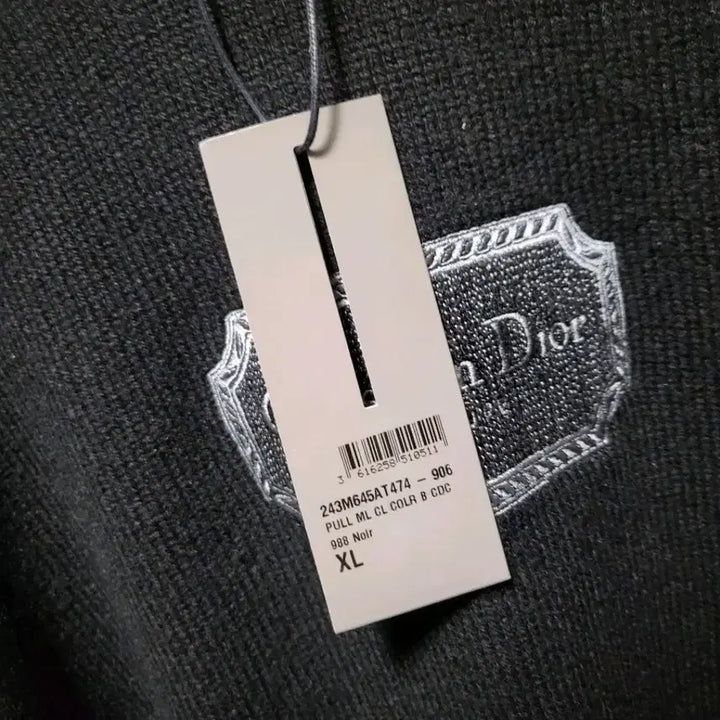 n Dior
3 616258 510511
243M645AT474 - 906
PULL ML CL COLR B CDC
988 Noir
XL